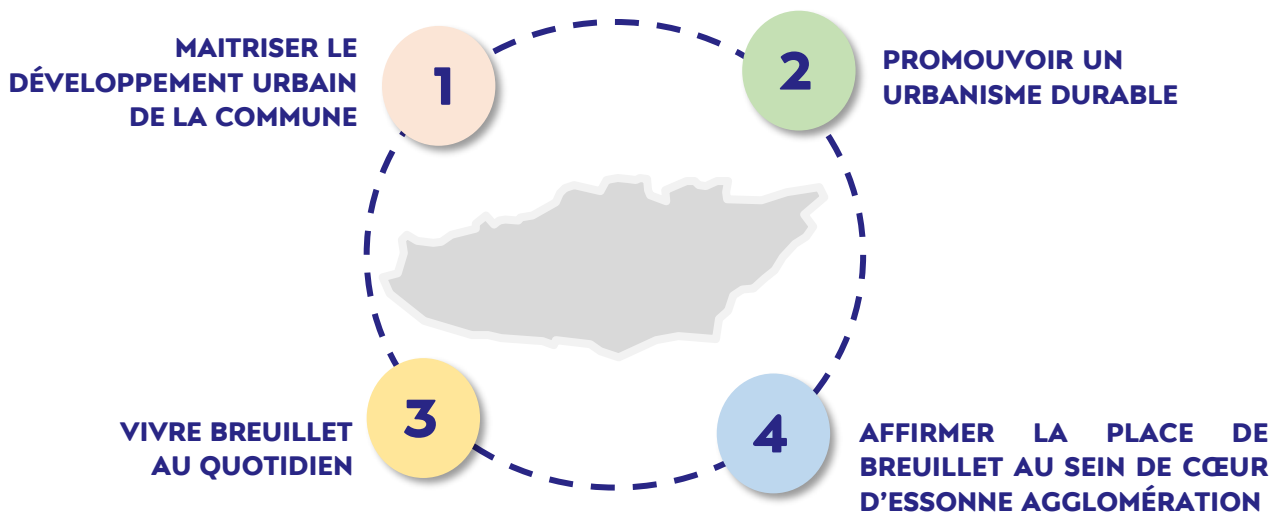 MAITRISER LE
DÉVELOPPEMENT URBAIN
DE LA COMMUNE
1
2
PROMOUVOIR UN
URBANISME DURABLE
3
VIVRE BREUILLET
AU QUOTIDIEN
4
AFFIRMER LA PLACE DE
BREUILLET AU SEIN DE CŒUR
D'ESSONNE AGGLOMÉRATION